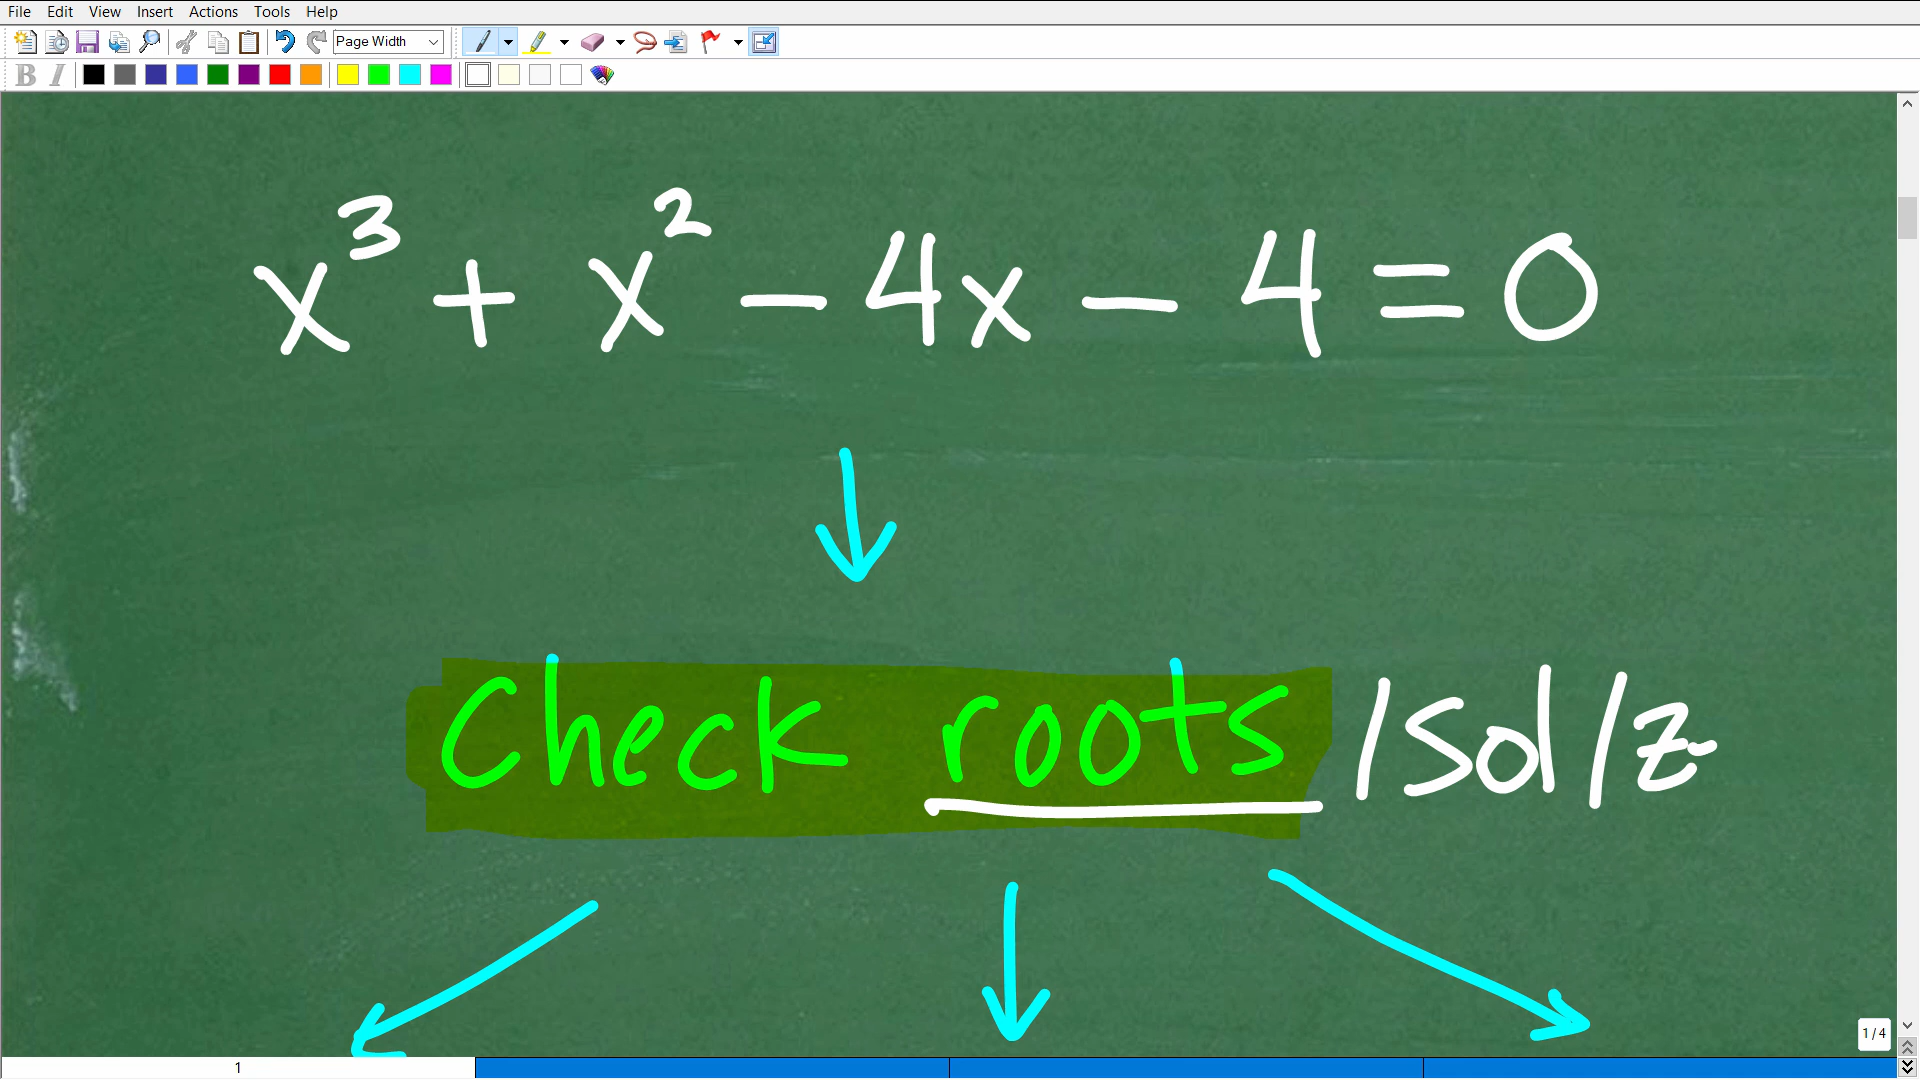 File Edit View Insert Actions Tools Help
Page Width
B I
x³ + x² - 4x - 4 = 0
Check roots /Sol/z
1 / 4
1